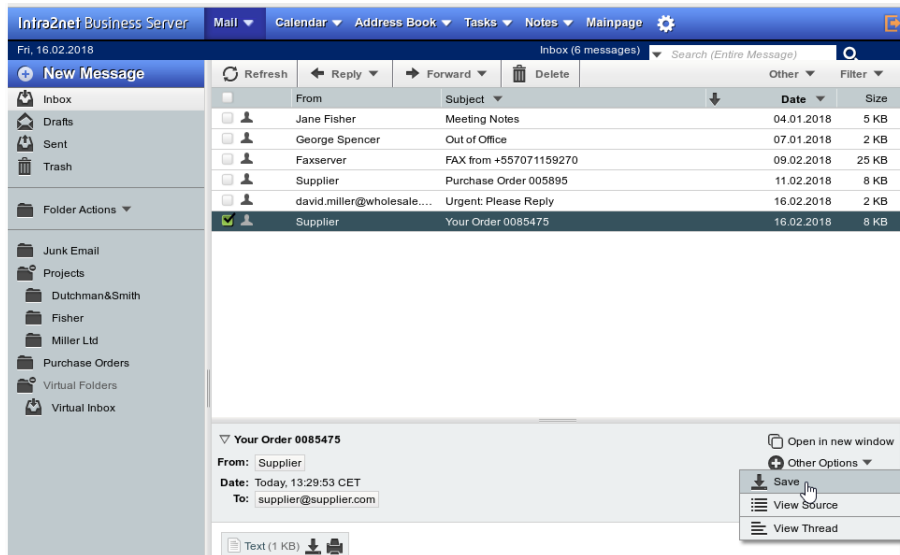 Intra2net Business Server Mail Calendar Address Book Tasks Notes Mainpage
Fri, 16.02.2018 Inbox (6 messages) Search (Entire Message)
New Message Refresh Reply Forward Delete Other Filter
Inbox From Subject Date Size
Drafts Jane Fisher Meeting Notes 04.01.2018 5 KB
Sent George Spencer Out of Office 07.01.2018 2 KB
Trash Faxserver FAX from +557071159270 09.02.2018 25 KB
Supplier Purchase Order 005895 11.02.2018 8 KB
Folder Actions david.miller@wholesale.... Urgent: Please Reply 16.02.2018 2 KB
Supplier Your Order 0085475 16.02.2018 8 KB
Junk Email
Projects
Dutchman&Smith
Fisher
Miller Ltd
Purchase Orders
Virtual Folders
Virtual Inbox
Your Order 0085475 Open in new window
From: Supplier Other Options
Date: Today, 13:29:53 CET Save
To: supplier@supplier.com View Source
View Thread
Text (1 KB)